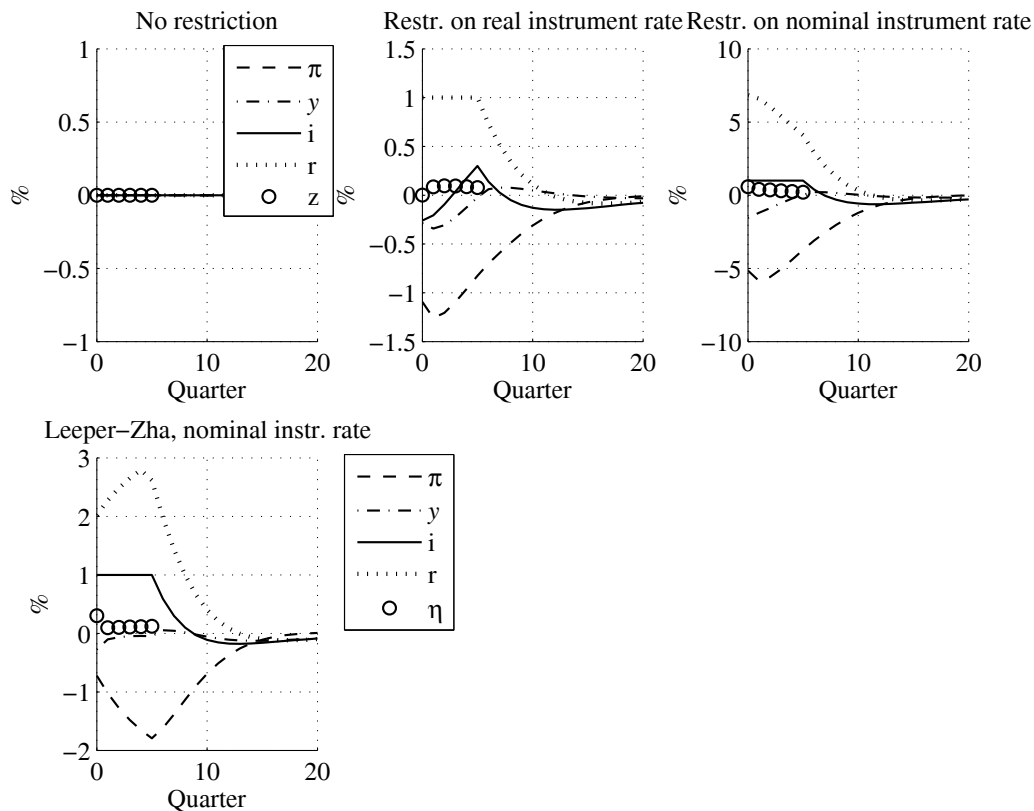 No restriction
1
0.5
0
−0.5
−1
%
0 10 20
Quarter
π
y
i
r
z
Restr. on real instrument rate
1.5
1
0.5
0
−0.5
−1
−1.5
%
0 10 20
Quarter
Restr. on nominal instrument rate
10
5
0
−5
−10
%
0 10 20
Quarter
Leeper−Zha, nominal instr. rate
3
2
1
0
−1
−2
%
0 10 20
Quarter
π
y
i
r
η